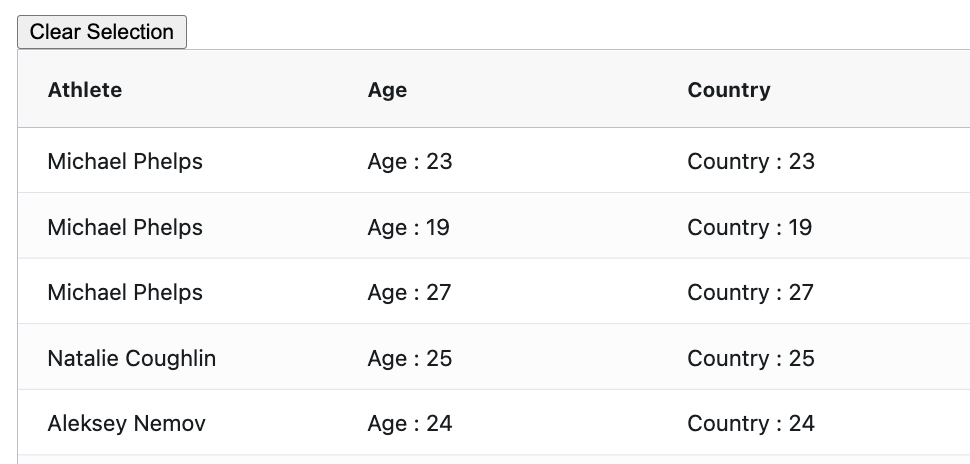 Clear Selection
Athlete Age Country
Michael Phelps Age : 23 Country : 23
Michael Phelps Age : 19 Country : 19
Michael Phelps Age : 27 Country : 27
Natalie Coughlin Age : 25 Country : 25
Aleksey Nemov Age : 24 Country : 24